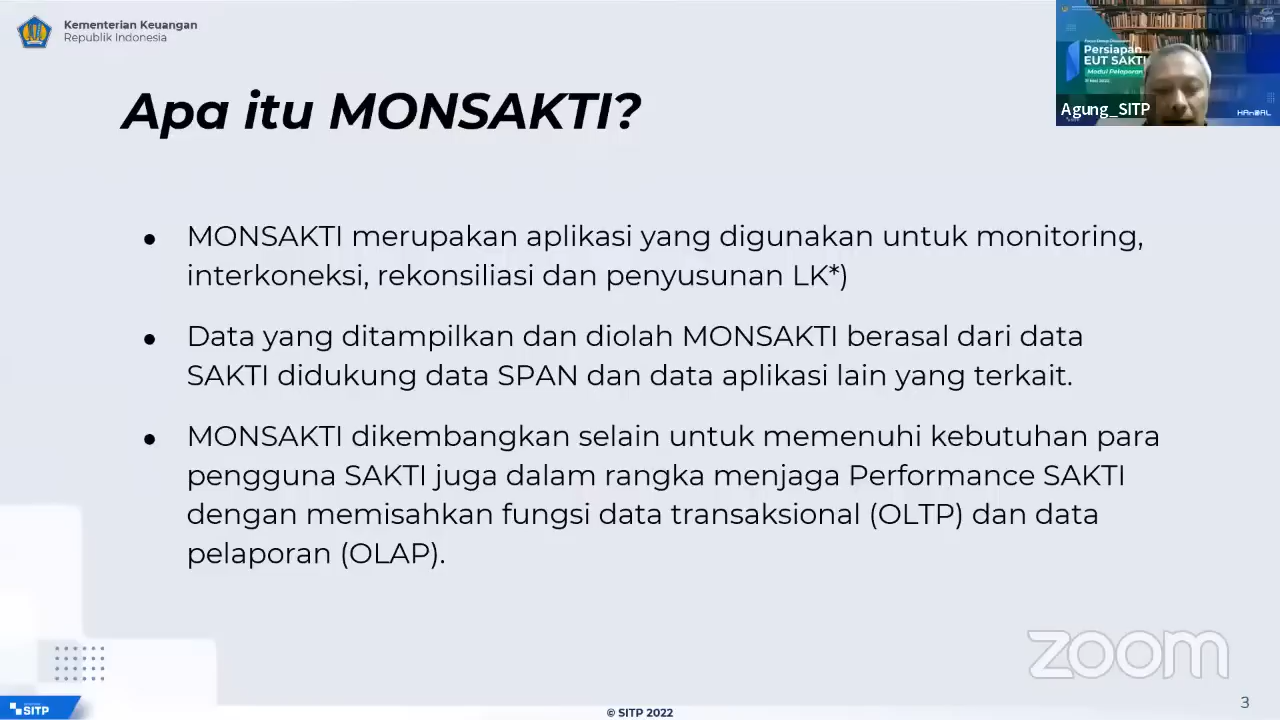 Kementerian Keuangan
Republik Indonesia
Persiapan
EUT SAKTI
Modul Pelaporan
Agung_SITP
HAnDAL
Apa itu MONSAKTI?
● MONSAKTI merupakan aplikasi yang digunakan untuk monitoring,
interkoneksi, rekonsiliasi dan penyusunan LK*)
● Data yang ditampilkan dan diolah MONSAKTI berasal dari data
SAKTI didukung data SPAN dan data aplikasi lain yang terkait.
● MONSAKTI dikembangkan selain untuk memenuhi kebutuhan para
pengguna SAKTI juga dalam rangka menjaga Performance SAKTI
dengan memisahkan fungsi data transaksional (OLTP) dan data
pelaporan (OLAP).
zoom
SITP
© SITP 2022
3